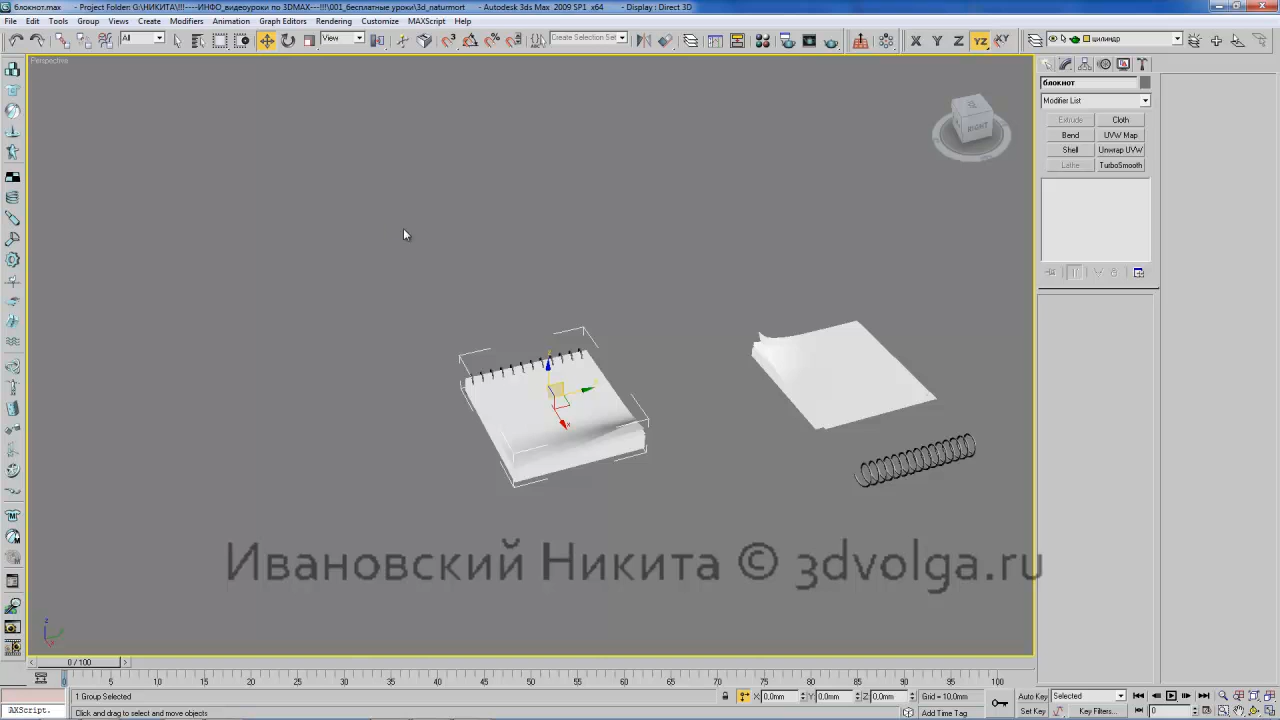 блокнот.max - Project Folder: G:\НИКИТА\!!!----ИНФО_видеоуроки по 3DMAX---!!!\001_бесплатные уроки\3d_naturmort - Autodesk 3ds Max 2009 SP1 x64 - Display : Direct 3D
File Edit Tools Group Views Create Modifiers Animation Graph Editors Rendering Customize MAXScript Help
All View Create Selection Set X Y Z YZ XY цилиндр
Perspective
RIGHT
блокнот
Modifier List
Extrude Cloth
Bend UVW Map
Shell Unwrap UVW
Lathe TurboSmooth
Ивановский Никита © 3dvolga.ru
0 / 100
0 5 10 15 20 25 30 35 40 45 50 55 60 65 70 75 80 85 90 95 100
1 Group Selected X: 0,0mm Y: 0,0mm Z: 0,0mm Grid = 10,0mm Auto Key Selected
AXScript. Click and drag to select and move objects Add Time Tag Set Key Key Filters... 0